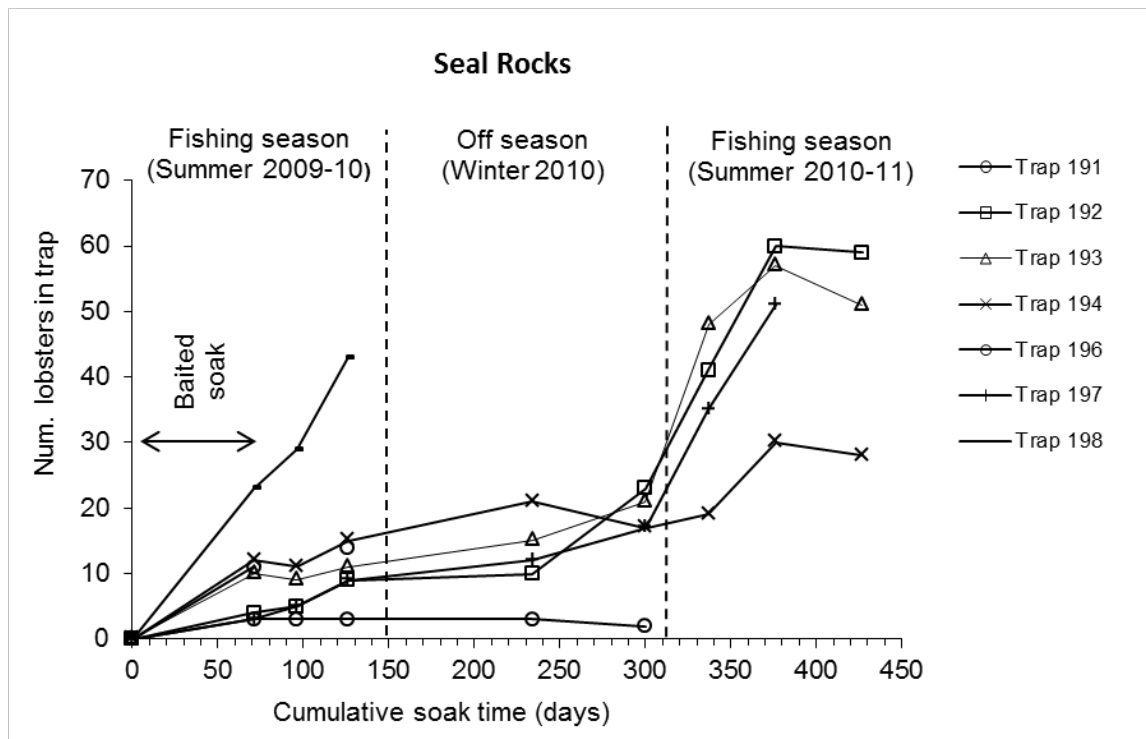 Seal Rocks
Fishing season
(Summer 2009-10)
Off season
(Winter 2010)
Fishing season
(Summer 2010-11)
70
60
50
40
30
20
10
0
Num. lobsters in trap
Baited
soak
0 50 100 150 200 250 300 350 400 450
Cumulative soak time (days)
Trap 191
Trap 192
Trap 193
Trap 194
Trap 196
Trap 197
Trap 198